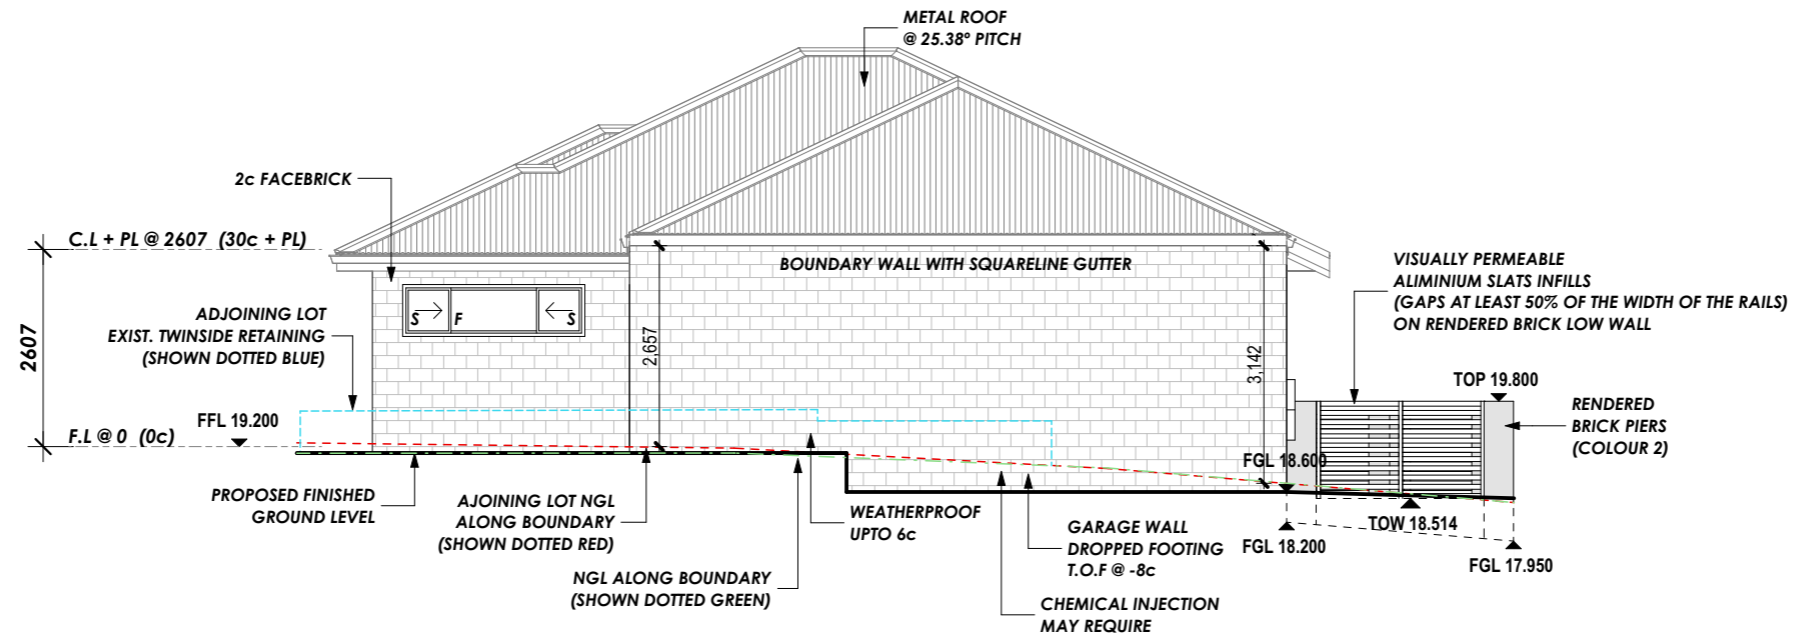 METAL ROOF
@ 25.38° PITCH
2c FACEBRICK
C.L + PL @ 2607 (30c + PL)
BOUNDARY WALL WITH SQUARELINE GUTTER
VISUALLY PERMEABLE
ALIMINIUM SLATS INFILLS
(GAPS AT LEAST 50% OF THE WIDTH OF THE RAILS)
ON RENDERED BRICK LOW WALL
S F S
ADJOINING LOT
EXIST. TWINSIDE RETAINING
(SHOWN DOTTED BLUE)
2607
2,657
3,142
TOP 19.800
RENDERED
BRICK PIERS
(COLOUR 2)
FFL 19.200
F.L @ 0 (0c)
FGL 18.600
PROPOSED FINISHED
GROUND LEVEL
AJOINING LOT NGL
ALONG BOUNDARY
(SHOWN DOTTED RED)
WEATHERPROOF
UPTO 6c
GARAGE WALL
DROPPED FOOTING
T.O.F @ -8c
TOW 18.514
FGL 18.200
FGL 17.950
NGL ALONG BOUNDARY
(SHOWN DOTTED GREEN)
CHEMICAL INJECTION
MAY REQUIRE